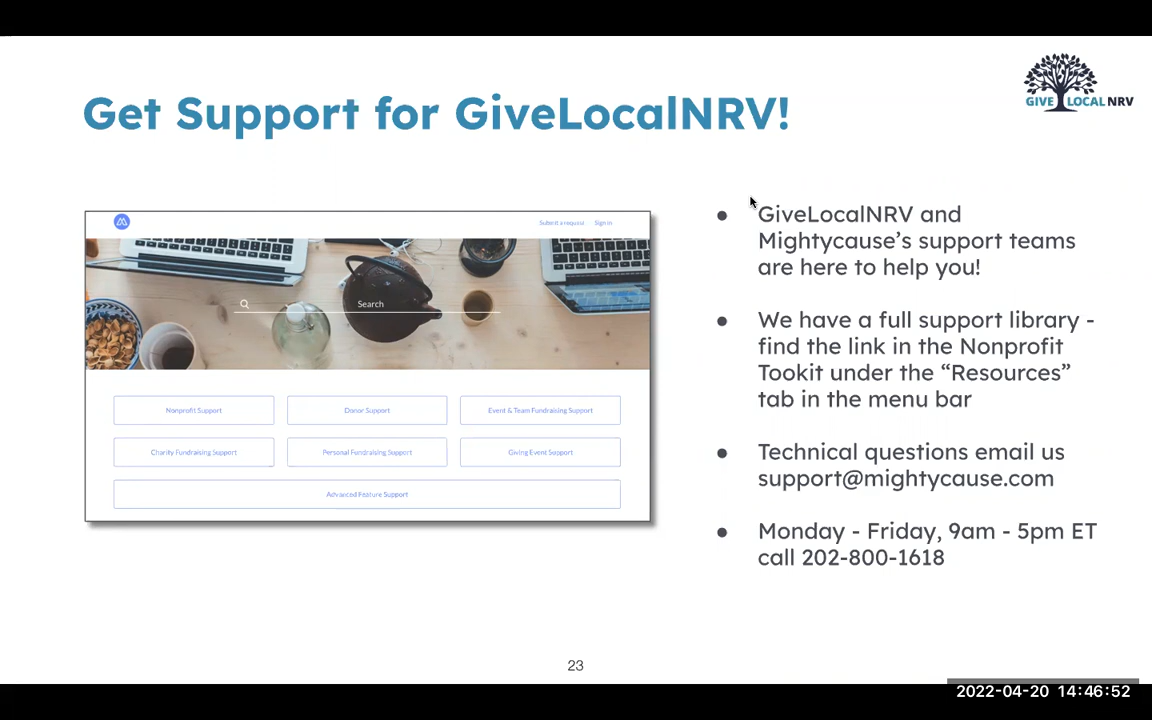 GIVE LOCAL NRV
Get Support for GiveLocalNRV!
Submit a request Sign in
Search
Nonprofit Support Donor Support Event & Team Fundraising Support
Charity Fundraising Support Personal Fundraising Support Giving Event Support
Advanced Feature Support
● GiveLocalNRV and
Mightycause’s support teams
are here to help you!
● We have a full support library -
find the link in the Nonprofit
Tookit under the “Resources”
tab in the menu bar
● Technical questions email us
support@mightycause.com
● Monday - Friday, 9am - 5pm ET
call 202-800-1618
23
2022-04-20 14:46:52